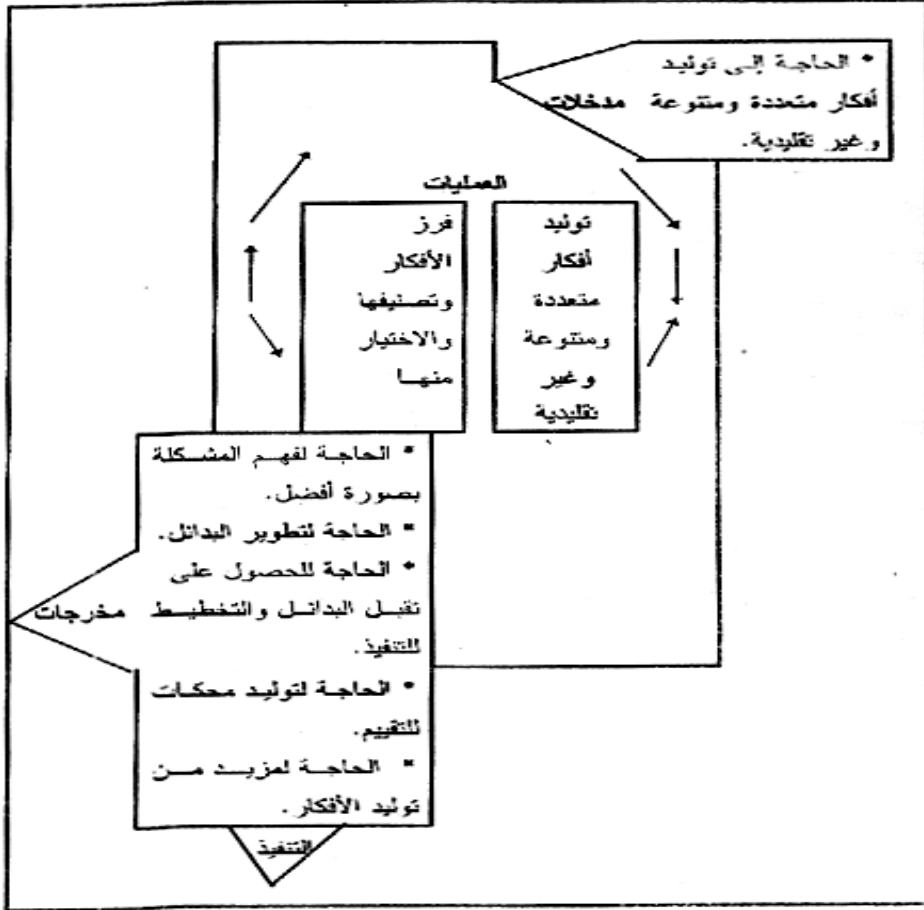 * الحاجة إلى توليد
أفكار متعددة ومتنوعة مدخلات
وغير تقليدية.
العمليات
توليد
أفكار
متعددة
ومتنوعة
وغير
تقليدية
فرز
الأفكار
وتصنيفها
والاختيار
منها
* الحاجة لفهم المشكلة
بصورة أفضل.
* الحاجة لتطوير البدائل.
* الحاجة للحصول على
تقبل البدائل والتخطيط مخرجات
للتنفيذ.
* الحاجة لتوليد محكات
للتقييم.
* الحاجة لمزيد من
توليد الأفكار.
التنفيذ